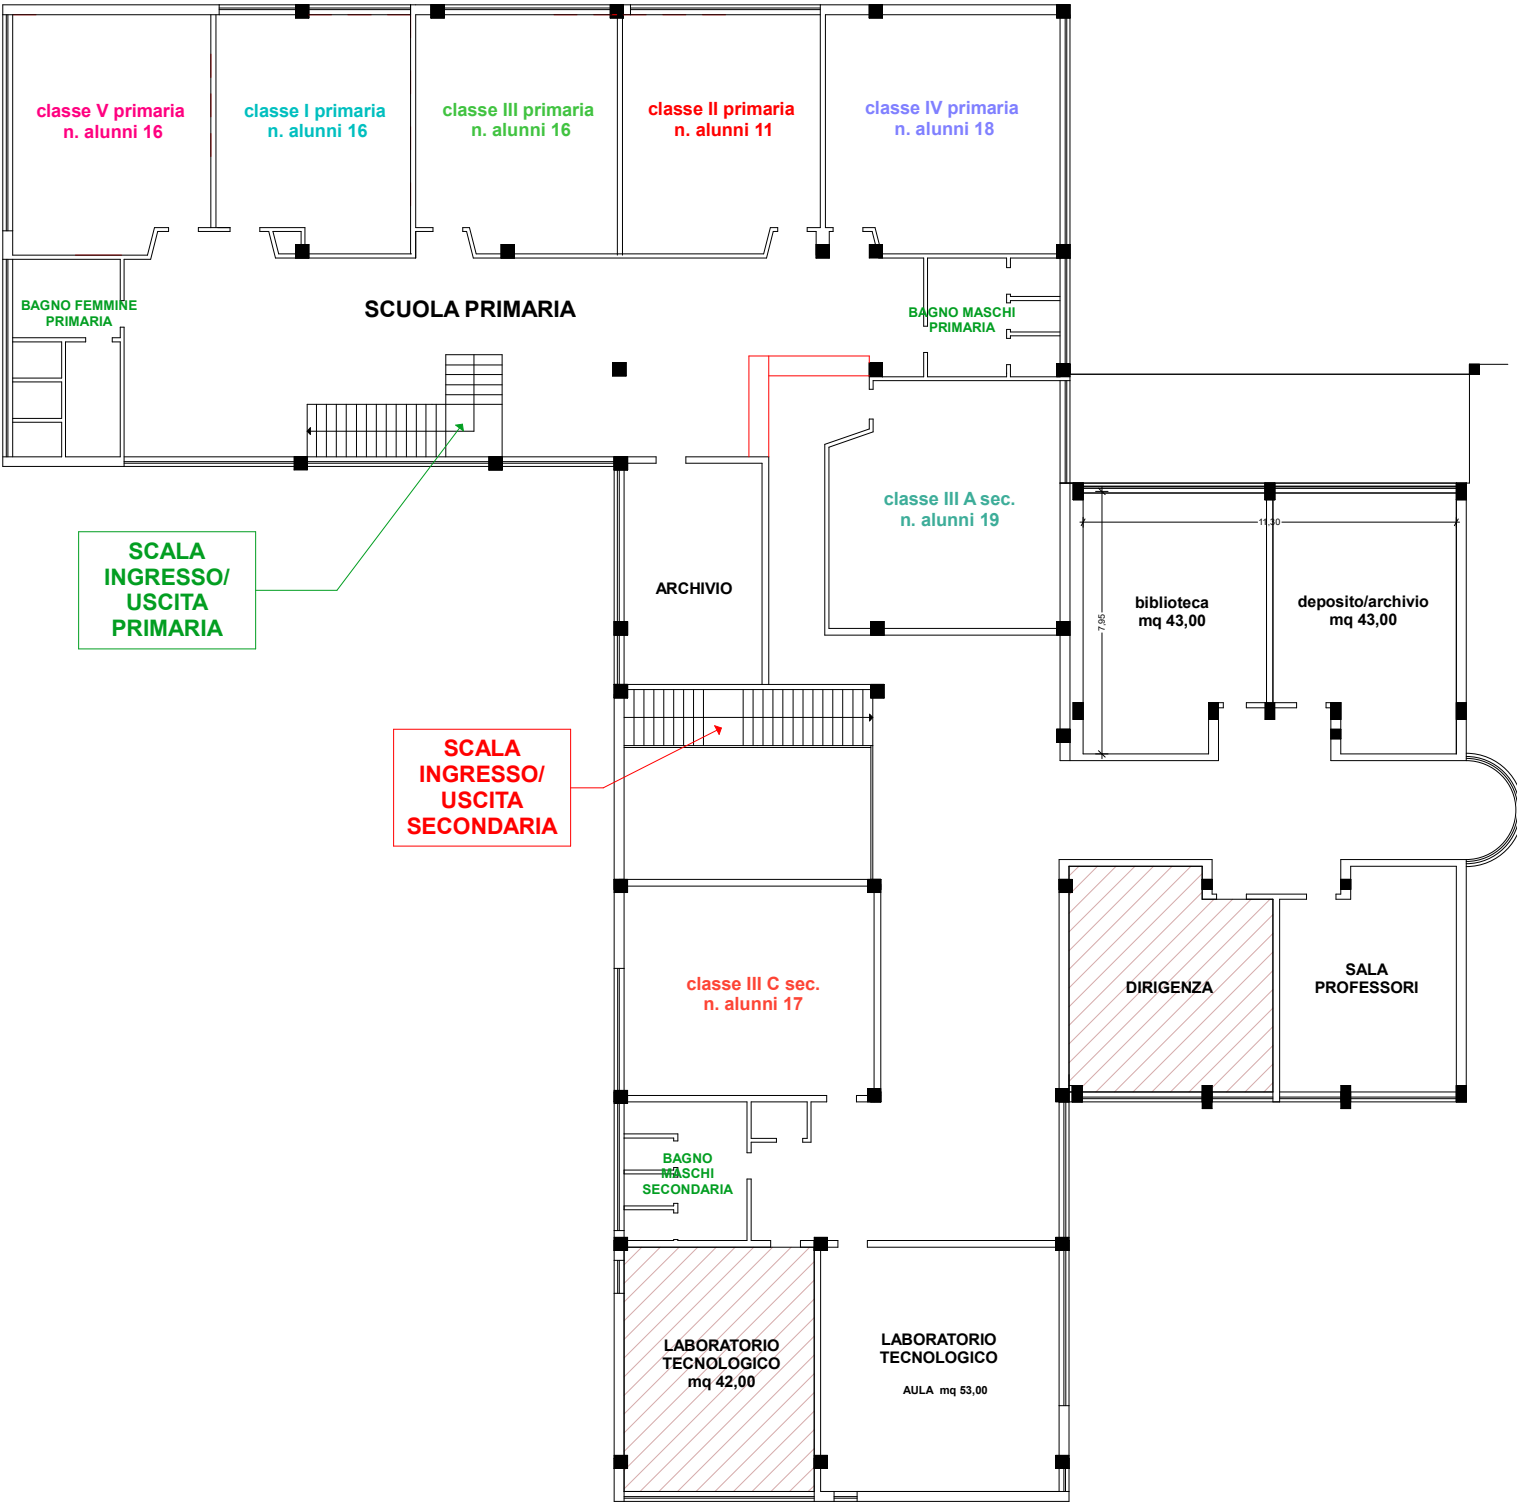 classe V primaria
n. alunni 16
classe I primaria
n. alunni 16
classe III primaria
n. alunni 16
classe II primaria
n. alunni 11
classe IV primaria
n. alunni 18
BAGNO FEMMINE
PRIMARIA
SCUOLA PRIMARIA
BAGNO MASCHI
PRIMARIA
classe III A sec.
n. alunni 19
SCALA
INGRESSO/
USCITA
PRIMARIA
ARCHIVIO
11,30
7,95
biblioteca
mq 43,00
deposito/archivio
mq 43,00
SCALA
INGRESSO/
USCITA
SECONDARIA
classe III C sec.
n. alunni 17
DIRIGENZA
SALA
PROFESSORI
BAGNO
MASCHI
SECONDARIA
LABORATORIO
TECNOLOGICO
mq 42,00
LABORATORIO
TECNOLOGICO
AULA mq 53,00